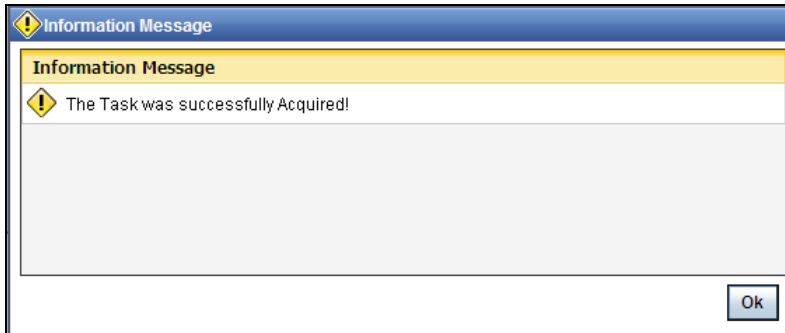 Information Message
Information Message
The Task was successfully Acquired!
Ok